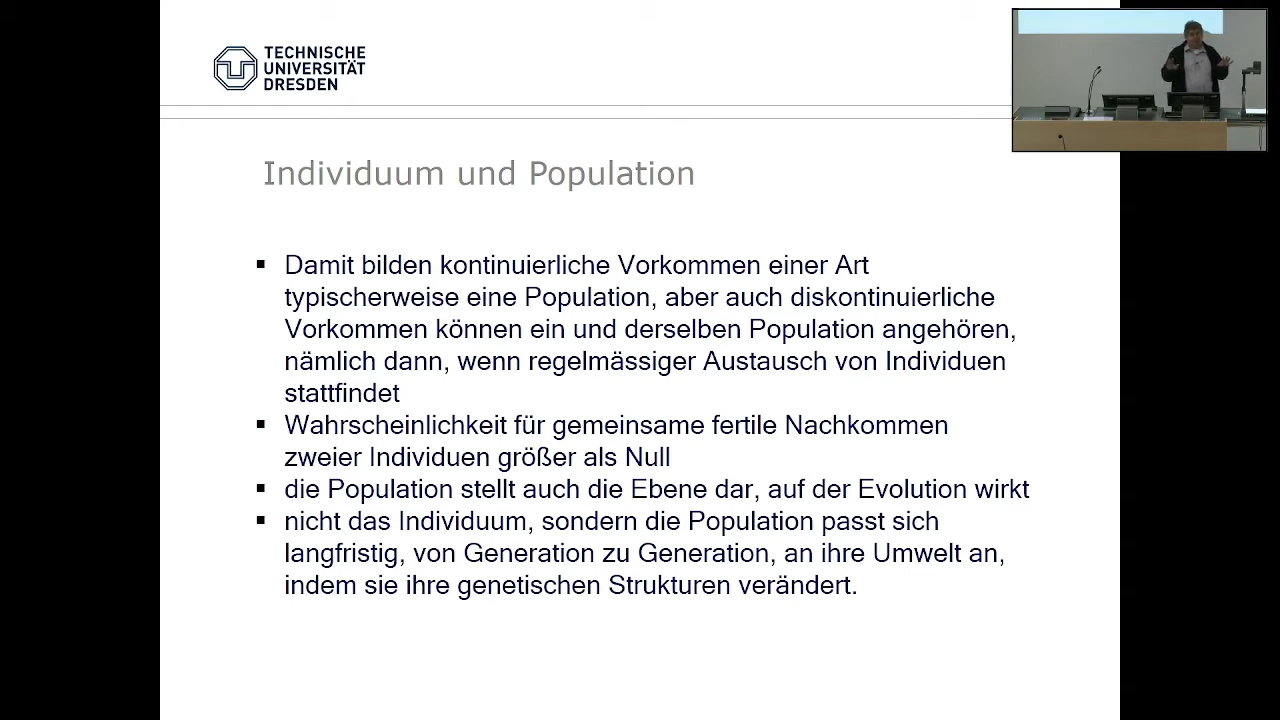 TECHNISCHE
UNIVERSITÄT
DRESDEN
Individuum und Population
▪ Damit bilden kontinuierliche Vorkommen einer Art
typischerweise eine Population, aber auch diskontinuierliche
Vorkommen können ein und derselben Population angehören,
nämlich dann, wenn regelmässiger Austausch von Individuen
stattfindet
▪ Wahrscheinlichkeit für gemeinsame fertile Nachkommen
zweier Individuen größer als Null
▪ die Population stellt auch die Ebene dar, auf der Evolution wirkt
▪ nicht das Individuum, sondern die Population passt sich
langfristig, von Generation zu Generation, an ihre Umwelt an,
indem sie ihre genetischen Strukturen verändert.